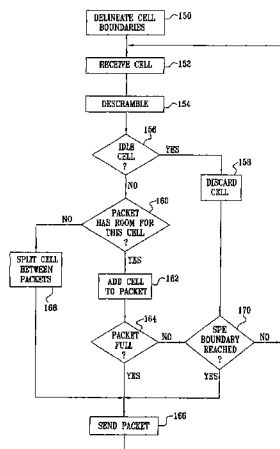 DELINEATE CELL
BOUNDARIES
150
RECEIVE CELL
152
DESCRAMBLE
154
156
IDLE
CELL
?
YES
NO
158
DISCARD
CELL
160
PACKET
HAS ROOM FOR
THIS CELL
?
NO
YES
SPLIT CELL
BETWEEN
PACKETS
168
162
ADD CELL
TO PACKET
164
PACKET
FULL
?
NO
YES
170
SPE
BOUNDARY
REACHED
?
NO
YES
SEND PACKET
166